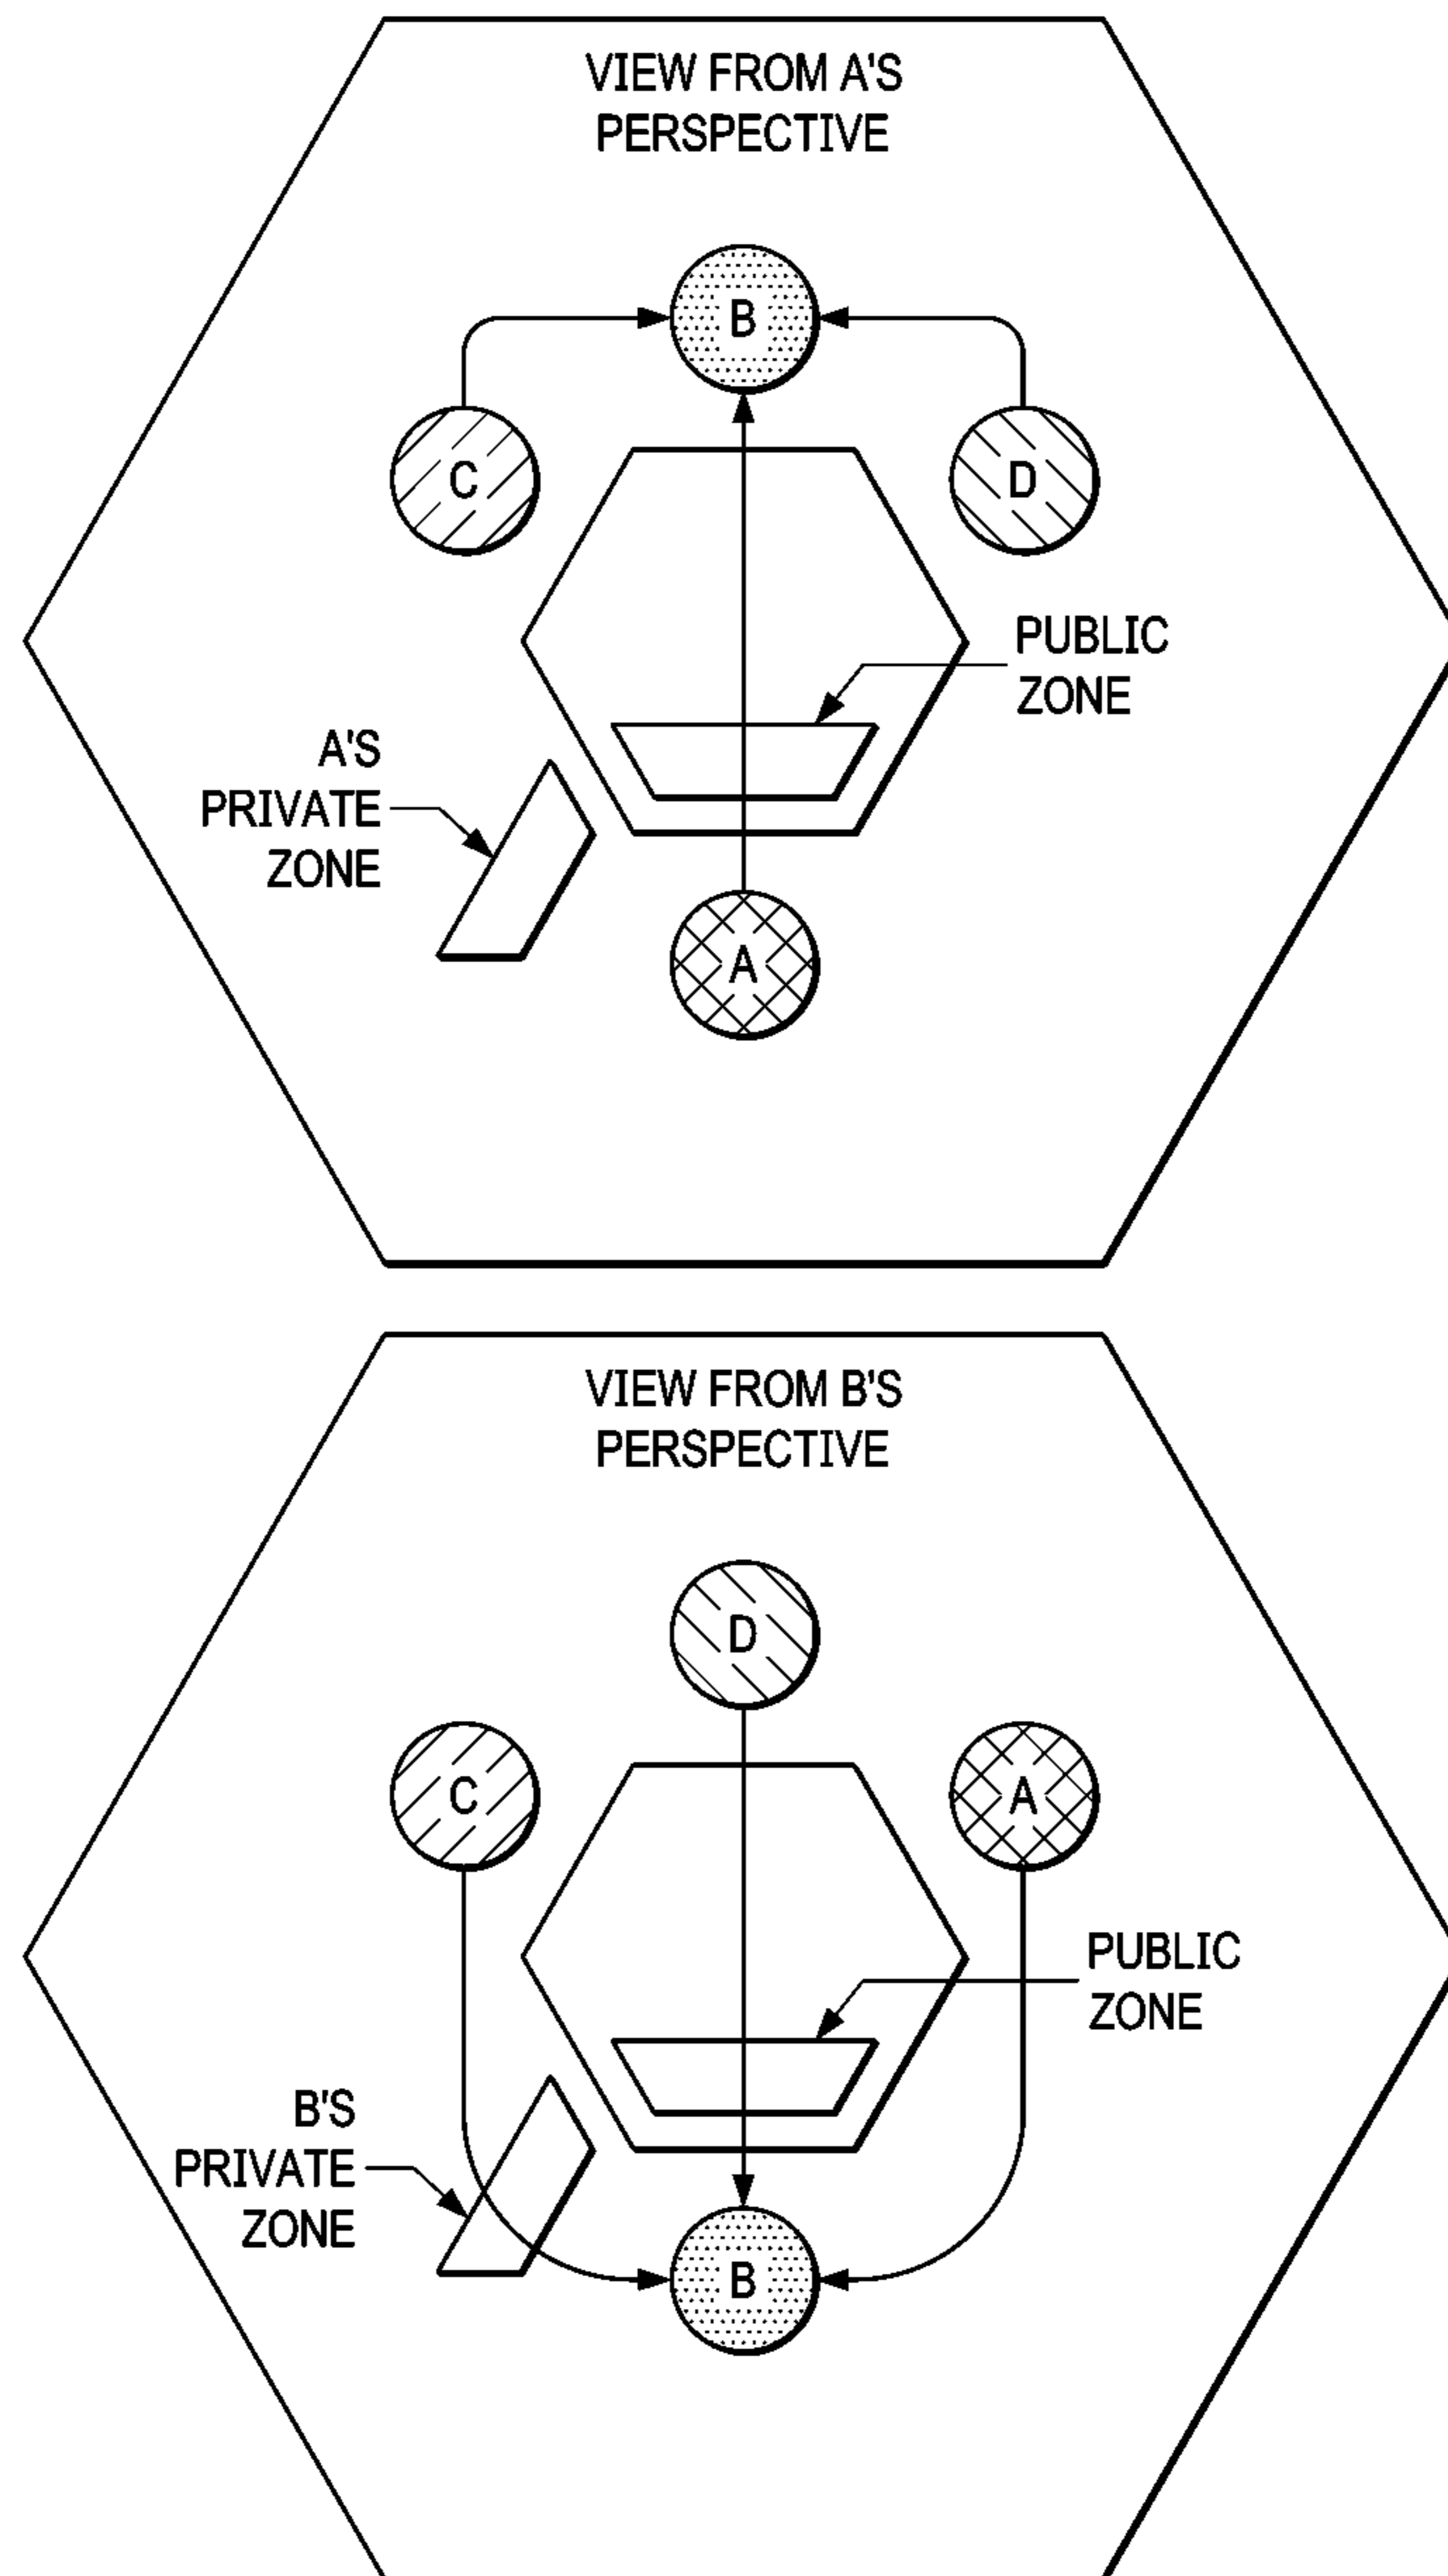 VIEW FROM A'S
PERSPECTIVE
B
C
D
PUBLIC
ZONE
A'S
PRIVATE
ZONE
A
VIEW FROM B'S
PERSPECTIVE
D
C
A
PUBLIC
ZONE
B'S
PRIVATE
ZONE
B